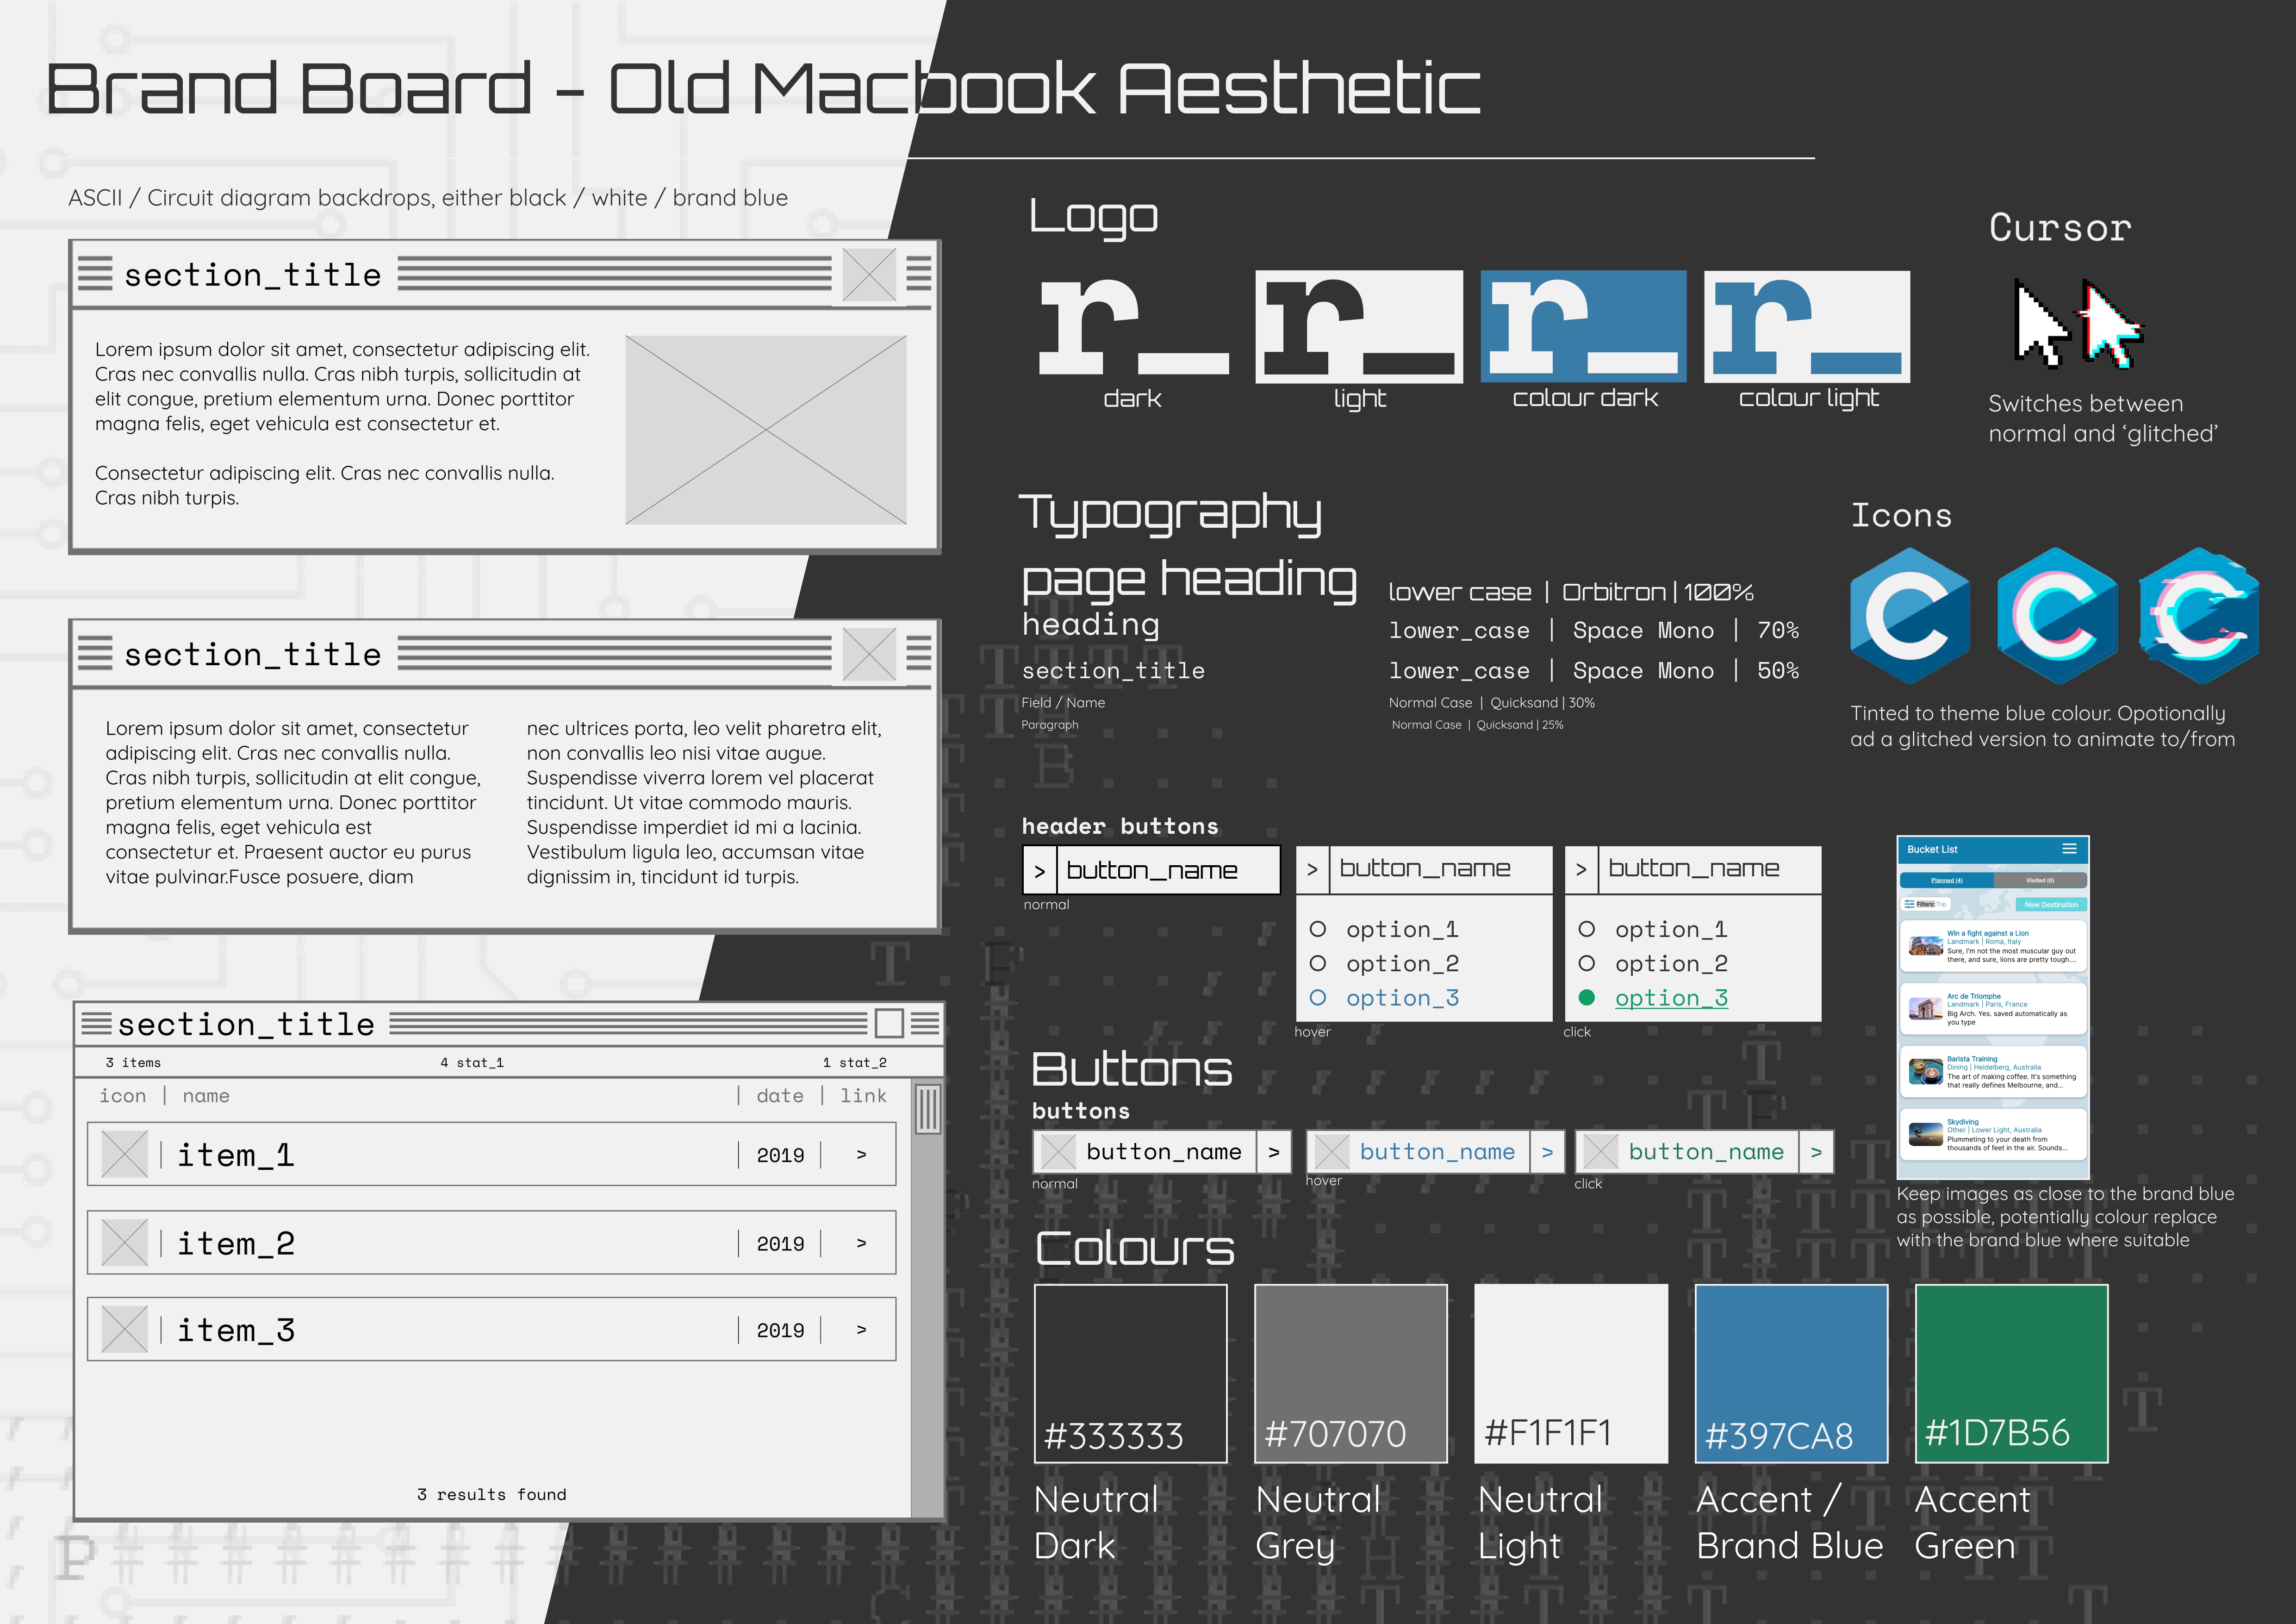 Brand Board - Old Macbook Aesthetic
ASCII / Circuit diagram backdrops, either black / white / brand blue
section_title
Lorem ipsum dolor sit amet, consectetur adipiscing elit.
Cras nec convallis nulla. Cras nibh turpis, sollicitudin at
elit congue, pretium elementum urna. Donec porttitor
magna felis, eget vehicula est consectetur et.
Consectetur adipiscing elit. Cras nec convallis nulla.
Cras nibh turpis.
section_title
Lorem ipsum dolor sit amet, consectetur
adipiscing elit. Cras nec convallis nulla.
Cras nibh turpis, sollicitudin at elit congue,
pretium elementum urna. Donec porttitor
magna felis, eget vehicula est
consectetur et. Praesent auctor eu purus
vitae pulvinar.Fusce posuere, diam
nec ultrices porta, leo velit pharetra elit,
non convallis leo nisi vitae augue.
Suspendisse viverra lorem vel placerat
tincidunt. Ut vitae commodo mauris.
Suspendisse imperdiet id mi a lacinia.
Vestibulum ligula leo, accumsan vitae
dignissim in, tincidunt id turpis.
section_title
3 items 4 stat_1 1 stat_2
icon | name | date | link
item_1 | 2019 | >
item_2 | 2019 | >
item_3 | 2019 | >
3 results found
Logo
r_ r_ r_ r_
dark light colour dark colour light
Cursor
Switches between
normal and ‘glitched’
Typography
page heading lower case | Orbitron | 100%
heading lower_case | Space Mono | 70%
section_title lower_case | Space Mono | 50%
Field / Name Normal Case | Quicksand | 30%
Paragraph Normal Case | Quicksand | 25%
Icons
C C C
Tinted to theme blue colour. Opotionally
ad a glitched version to animate to/from
header buttons
> button_name
normal
> button_name
option_1
option_2
option_3
hover
> button_name
option_1
option_2
option_3
click
Buttons
buttons
button_name > button_name > button_name >
normal hover click
Bucket List
Planned (4) Visited (0)
Filters: Trip New Destination
Win a fight against a Lion
Landmark | Roma, Italy
Sure, I'm not the most muscular guy out
there, and sure, lions are pretty tough....
Arc de Triomphe
Landmark | Paris, France
Big Arch. Yes. saved automatically as
you type
Barista Training
Dining | Heidelberg, Australia
The art of making coffee. It's something
that really defines Melbourne, and...
Skydiving
Other | Lower Light, Australia
Plummeting to your death from
thousands of feet in the air. Sounds...
Keep images as close to the brand blue
as possible, potentially colour replace
with the brand blue where suitable
Colours
#333333 #707070 #F1F1F1 #397CA8 #1D7B56
Neutral Neutral Neutral Accent / Accent
Dark Grey Light Brand Blue Green